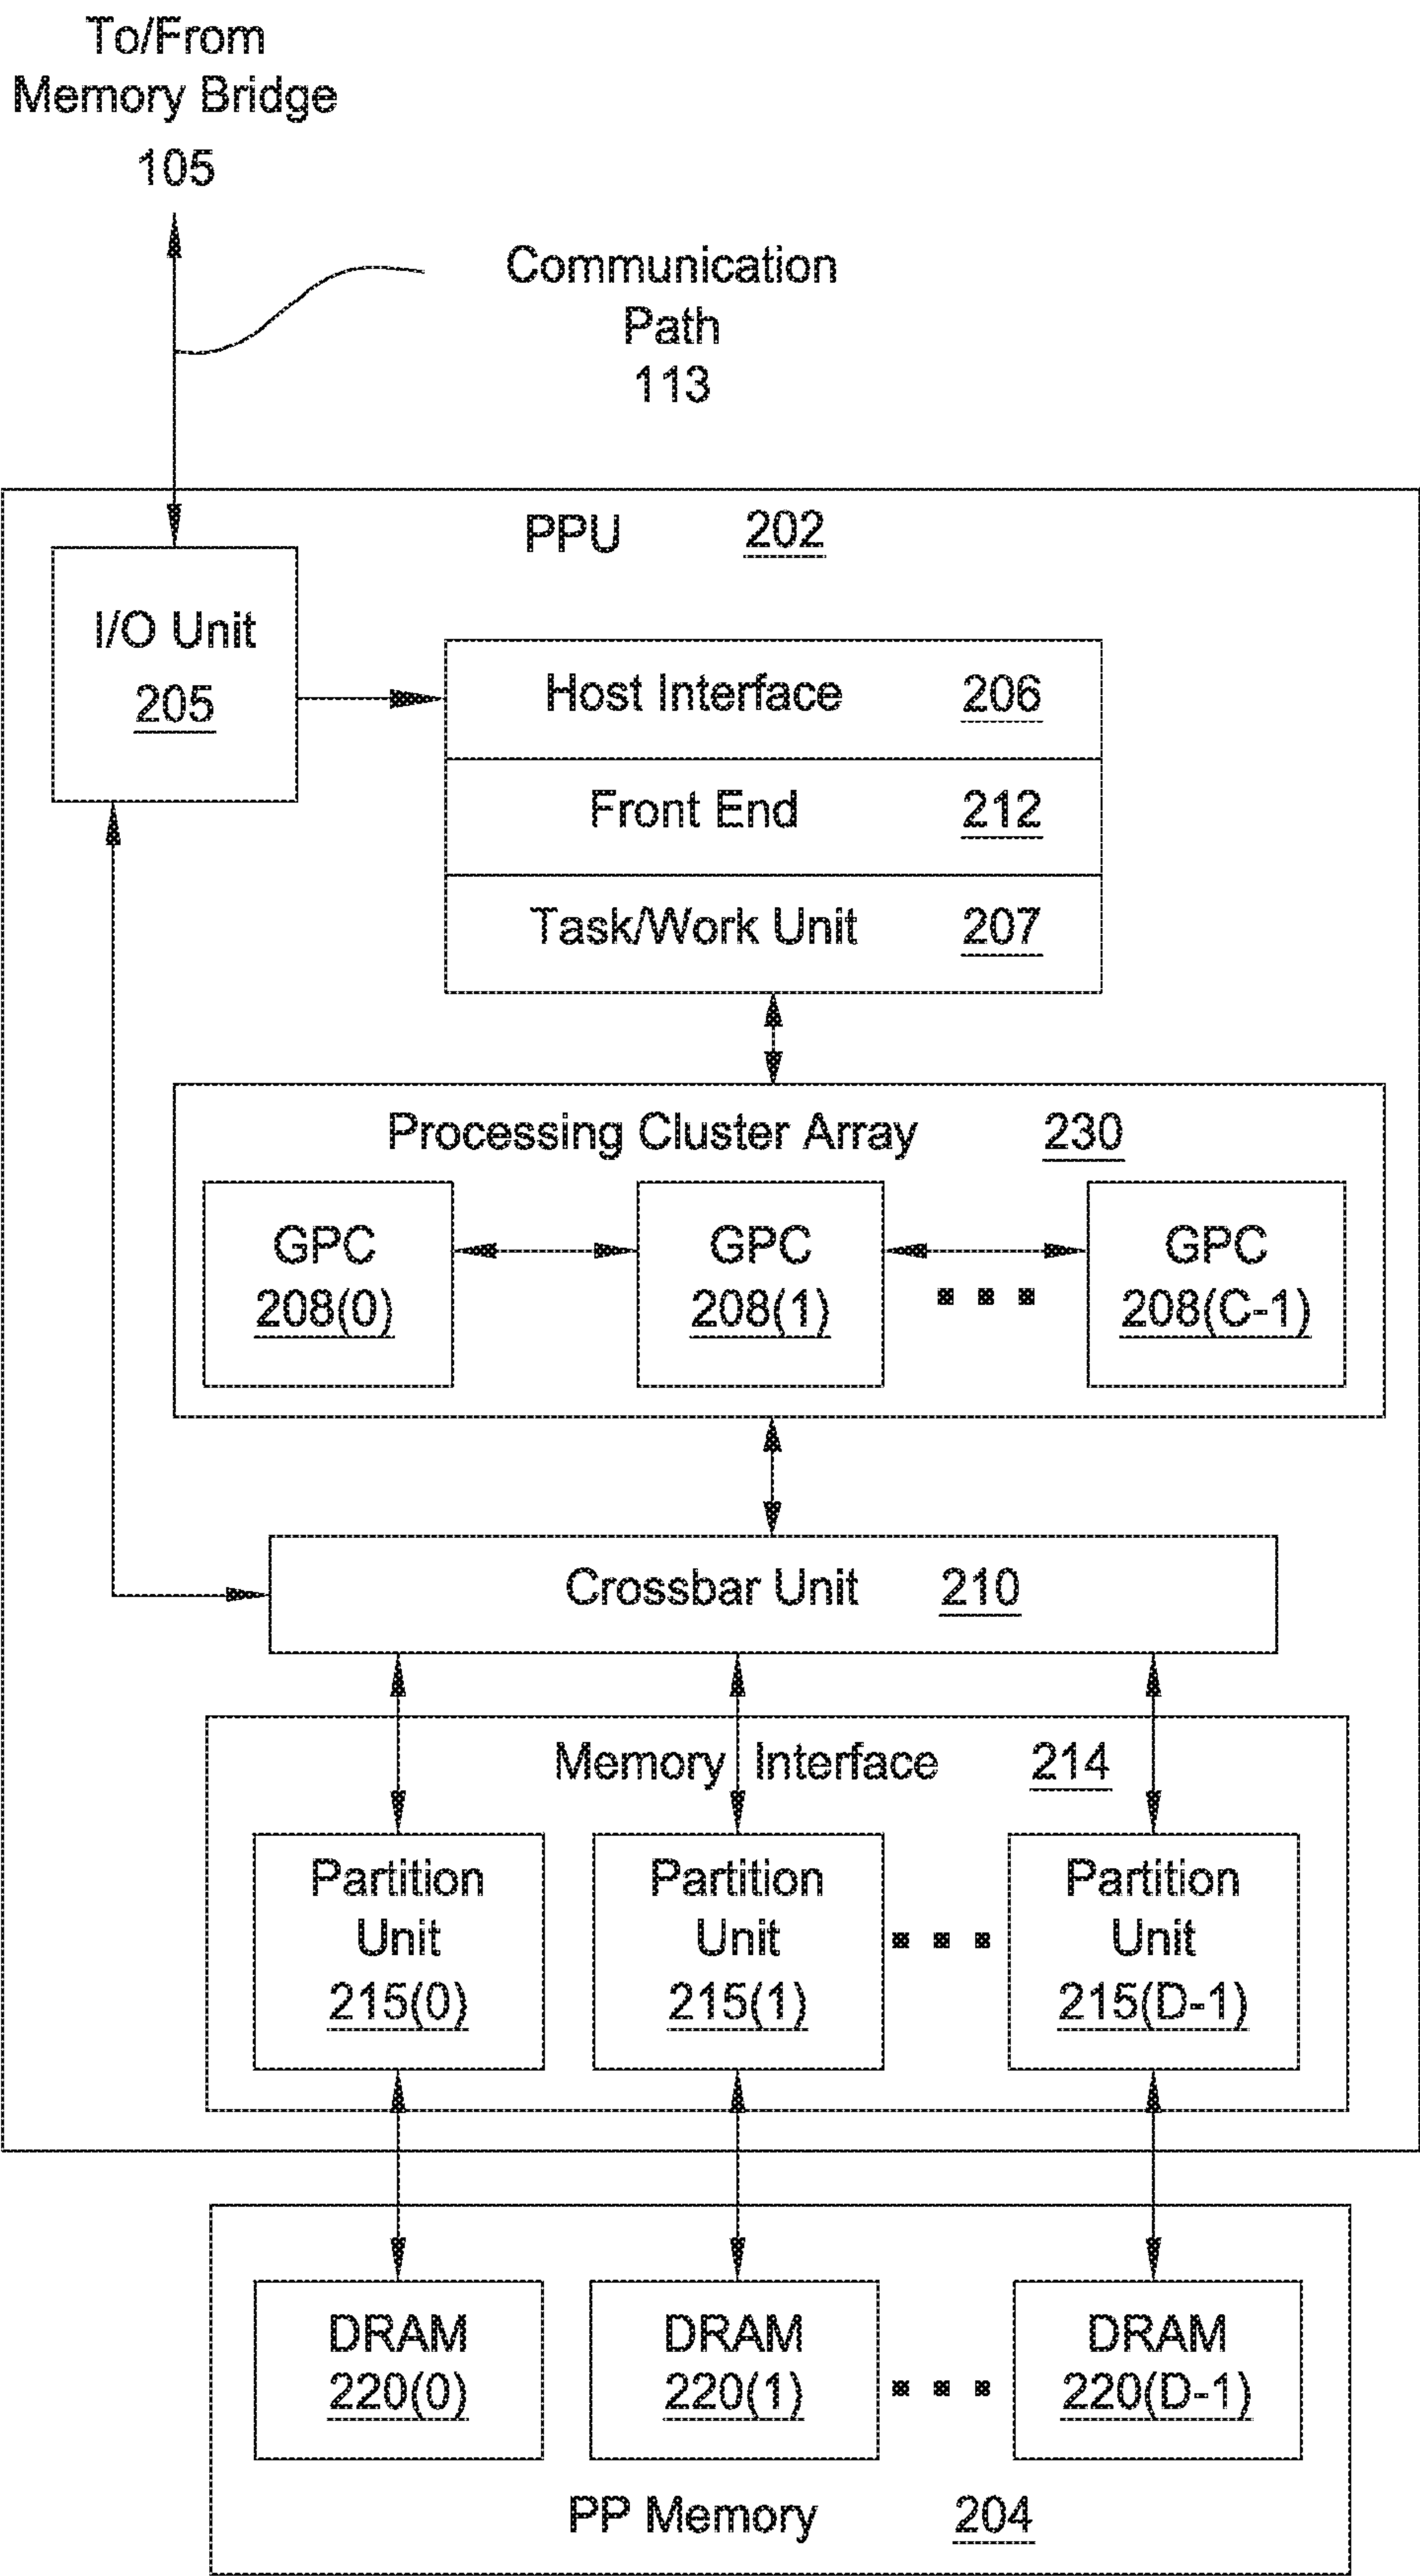 To/From
Memory Bridge
105
Communication
Path
113
PPU 202
I/O Unit
205
Host Interface 206
Front End 212
Task/Work Unit 207
Processing Cluster Array 230
GPC
208(0)
GPC
208(1)
GPC
208(C-1)
Crossbar Unit 210
Memory Interface 214
Partition
Unit
215(0)
Partition
Unit
215(1)
Partition
Unit
215(D-1)
DRAM
220(0)
DRAM
220(1)
DRAM
220(D-1)
PP Memory 204